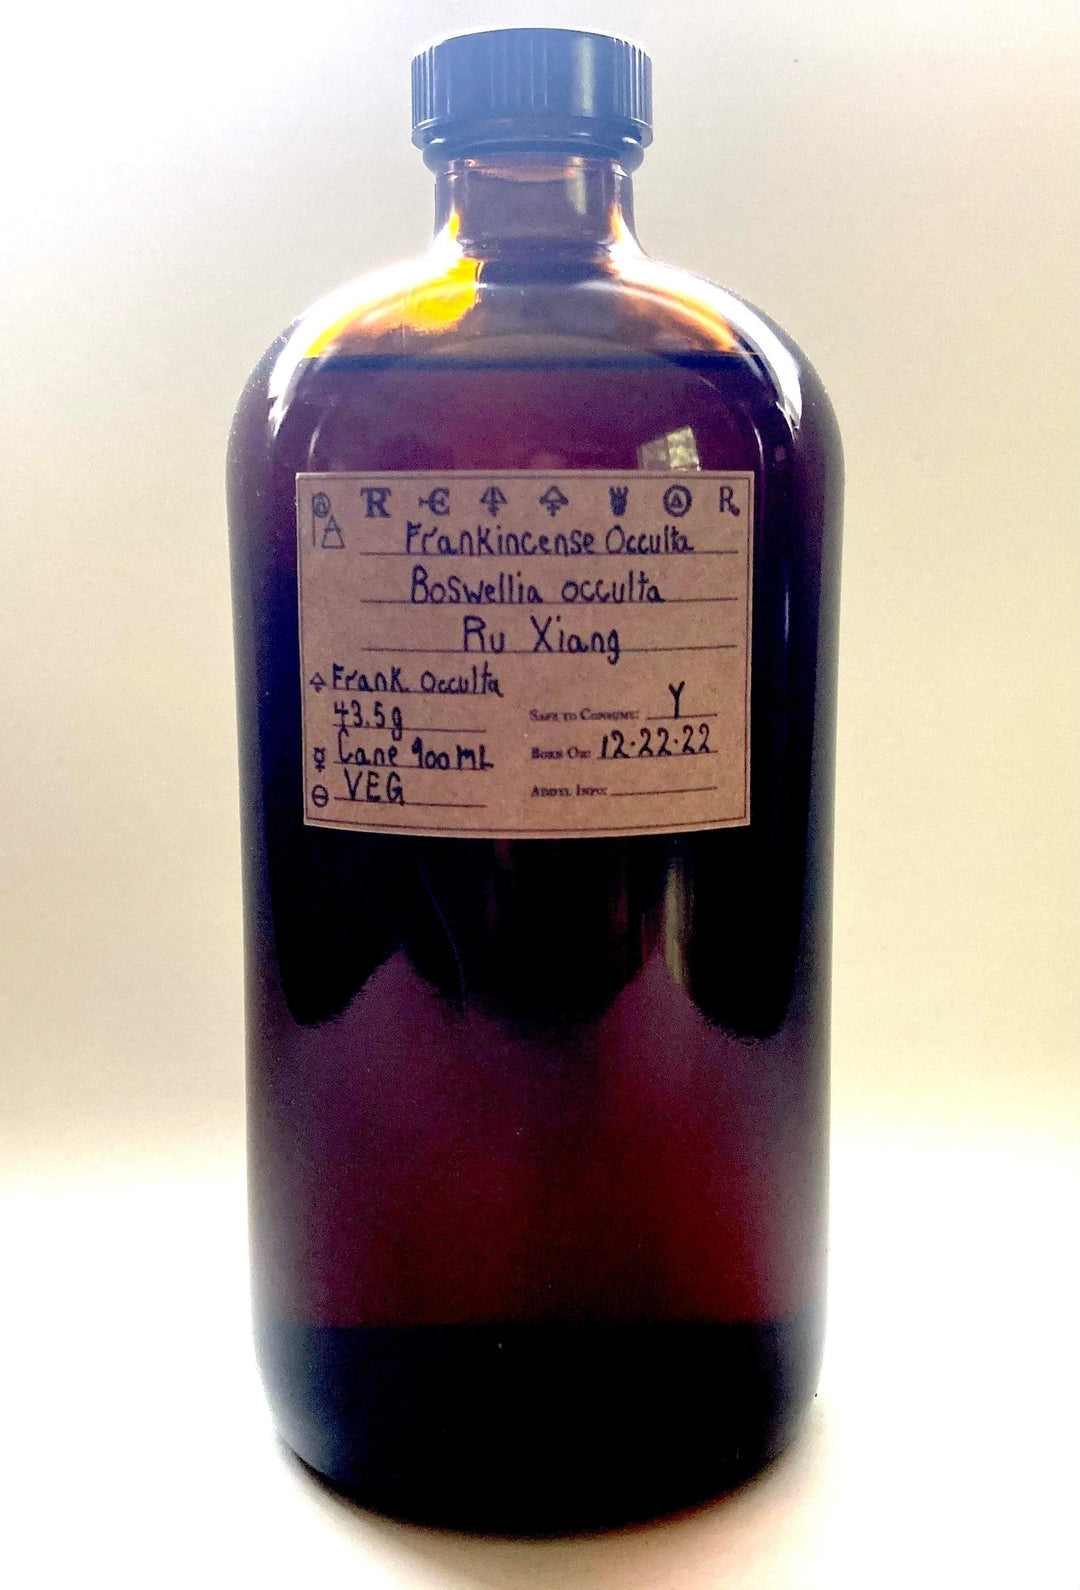 Frankincense Occulta
Boswellia occulta
Ru Xiang
Frank. Occulta
43.5g
Safe to Consume: Y
Cane 900 mL
Born On: 12·22·22
VEG
Add'l Info: